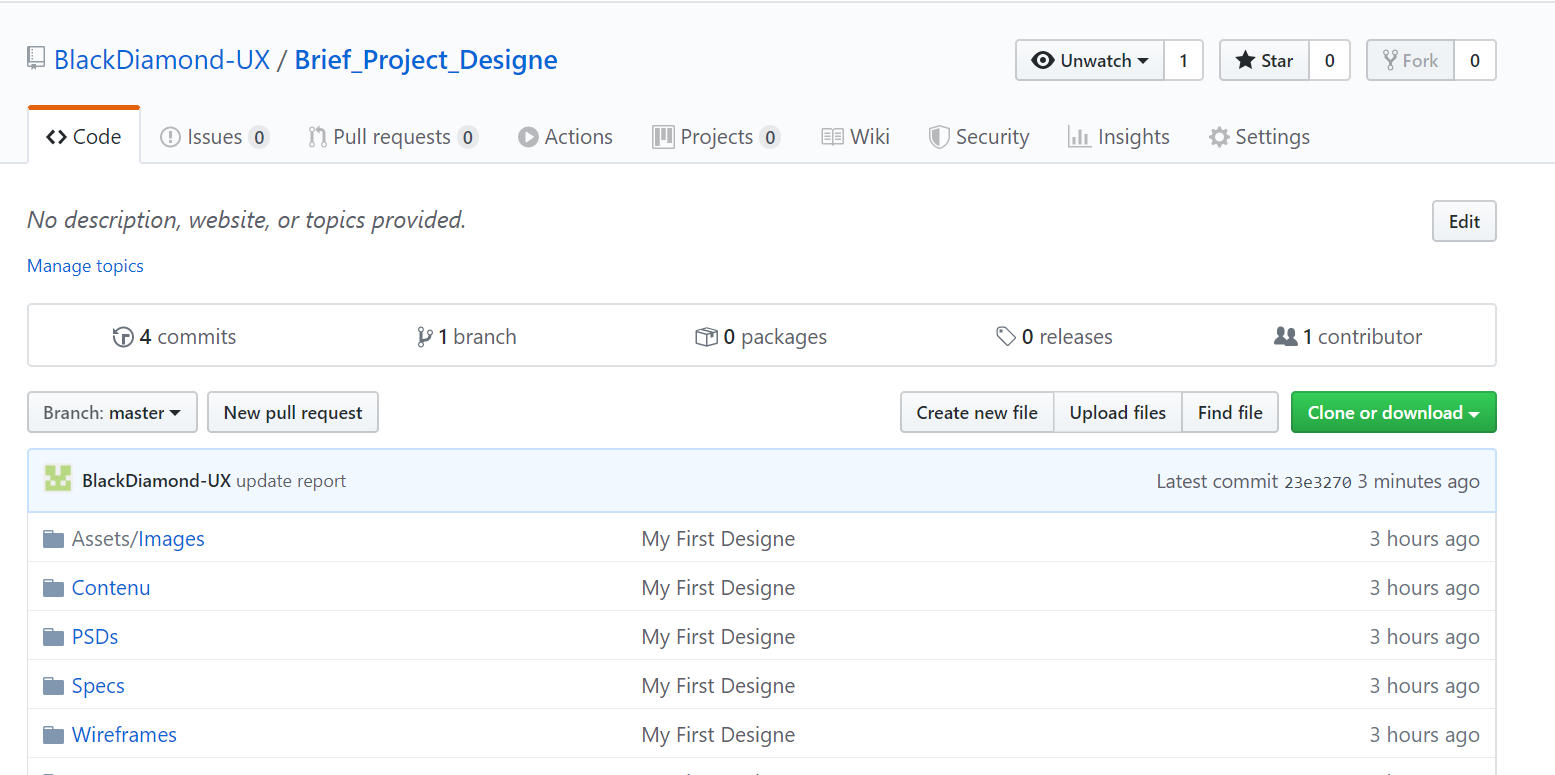 BlackDiamond-UX / Brief_Project_Designe Unwatch 1 Star 0 Fork 0
Code Issues 0 Pull requests 0 Actions Projects 0 Wiki Security Insights Settings
No description, website, or topics provided. Edit
Manage topics
4 commits 1 branch 0 packages 0 releases 1 contributor
Branch: master New pull request Create new file Upload files Find file Clone or download
BlackDiamond-UX update report Latest commit 23e3270 3 minutes ago
Assets/Images My First Designe 3 hours ago
Contenu My First Designe 3 hours ago
PSDs My First Designe 3 hours ago
Specs My First Designe 3 hours ago
Wireframes My First Designe 3 hours ago